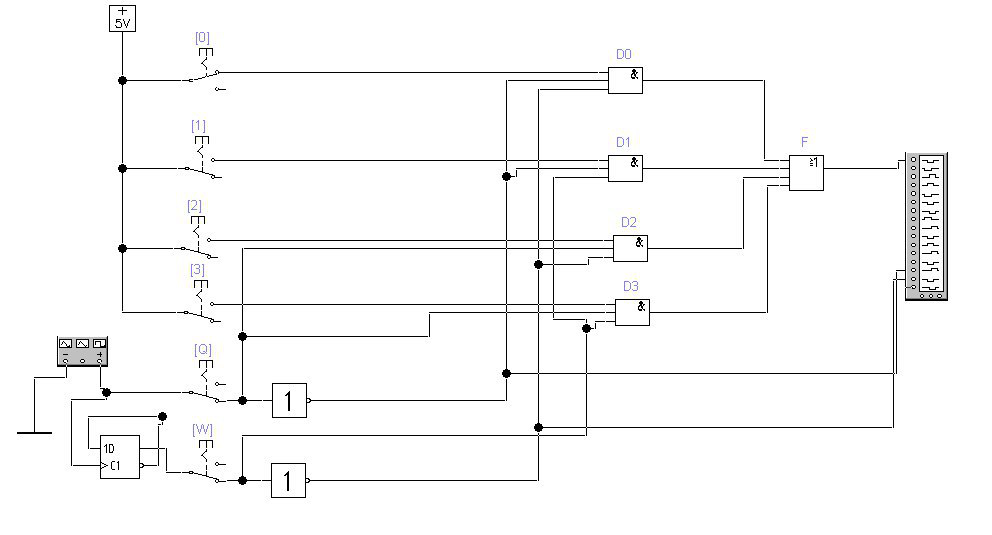 +
5V
[0]
D0
&
[1]
D1
&
F
≥1
[2]
D2
&
[3]
D3
&
[Q]
1
− +
[W]
1D
C1
1